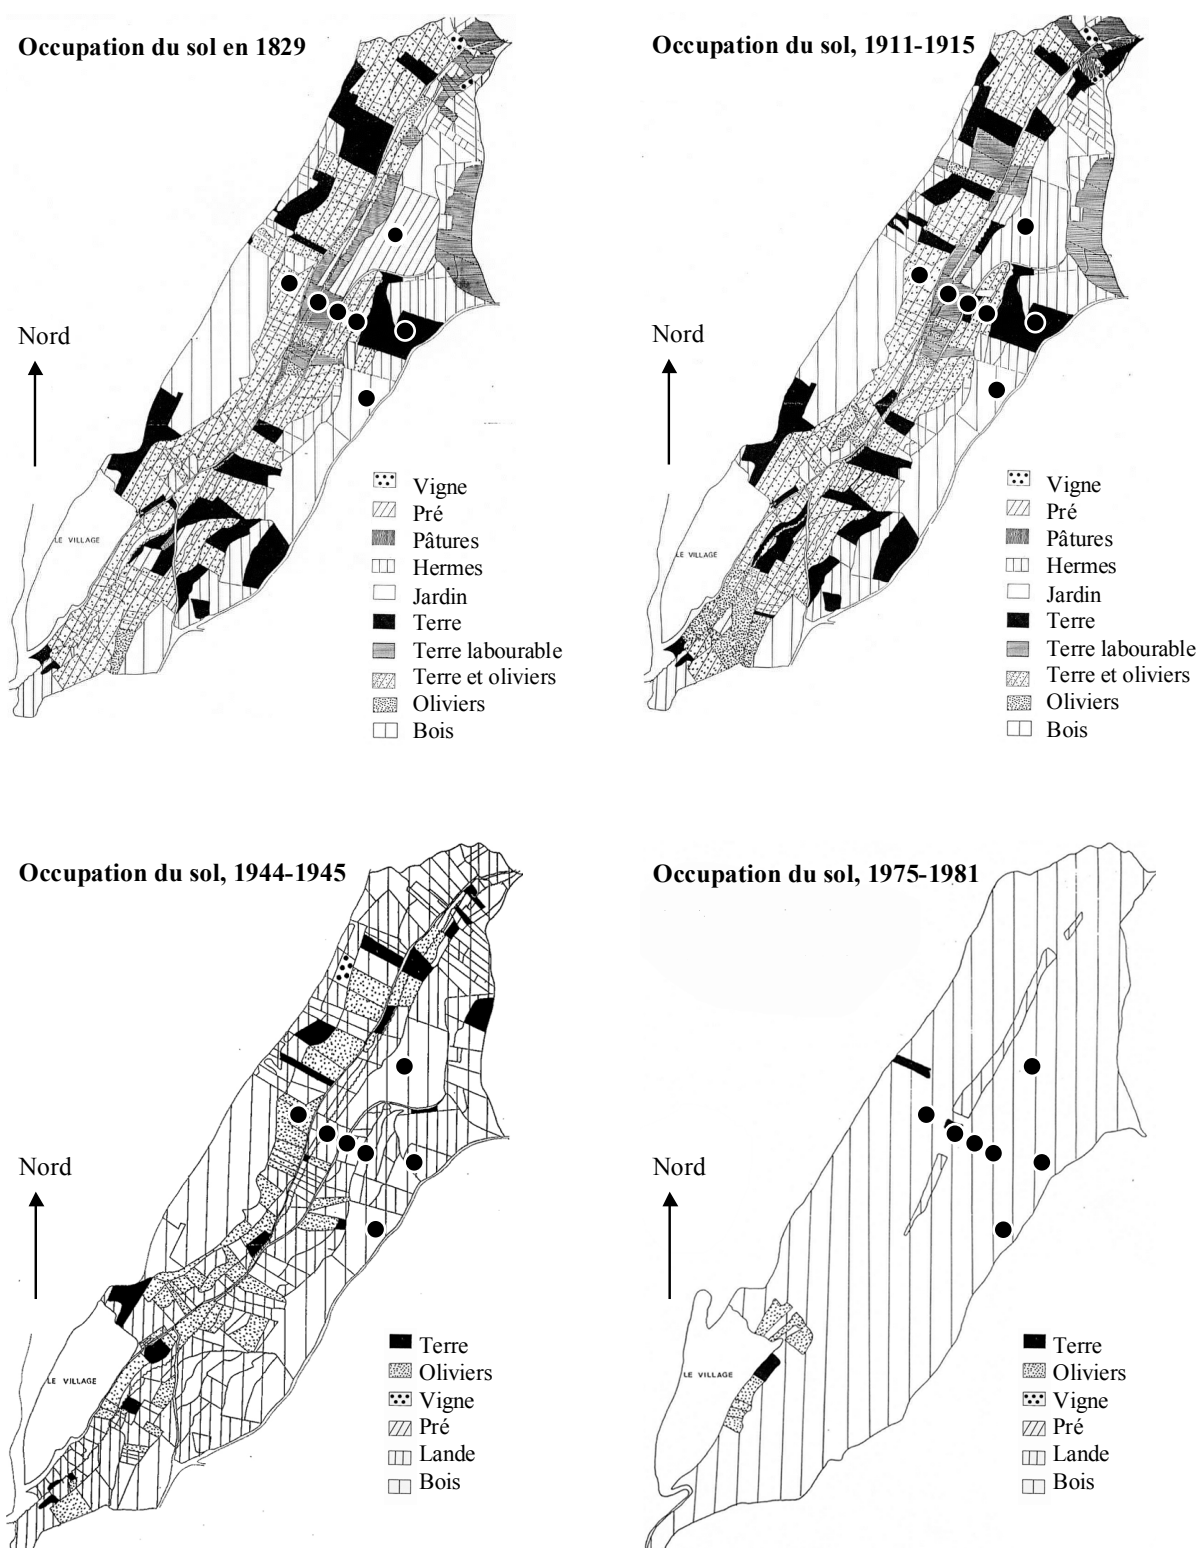 Occupation du sol en 1829
Nord
LE VILLAGE
Vigne
Pré
Pâtures
Hermes
Jardin
Terre
Terre labourable
Terre et oliviers
Oliviers
Bois
Occupation du sol, 1911-1915
Nord
LE VILLAGE
Vigne
Pré
Pâtures
Hermes
Jardin
Terre
Terre labourable
Terre et oliviers
Oliviers
Bois
Occupation du sol, 1944-1945
Nord
LE VILLAGE
Terre
Oliviers
Vigne
Pré
Lande
Bois
Occupation du sol, 1975-1981
Nord
LE VILLAGE
Terre
Oliviers
Vigne
Pré
Lande
Bois